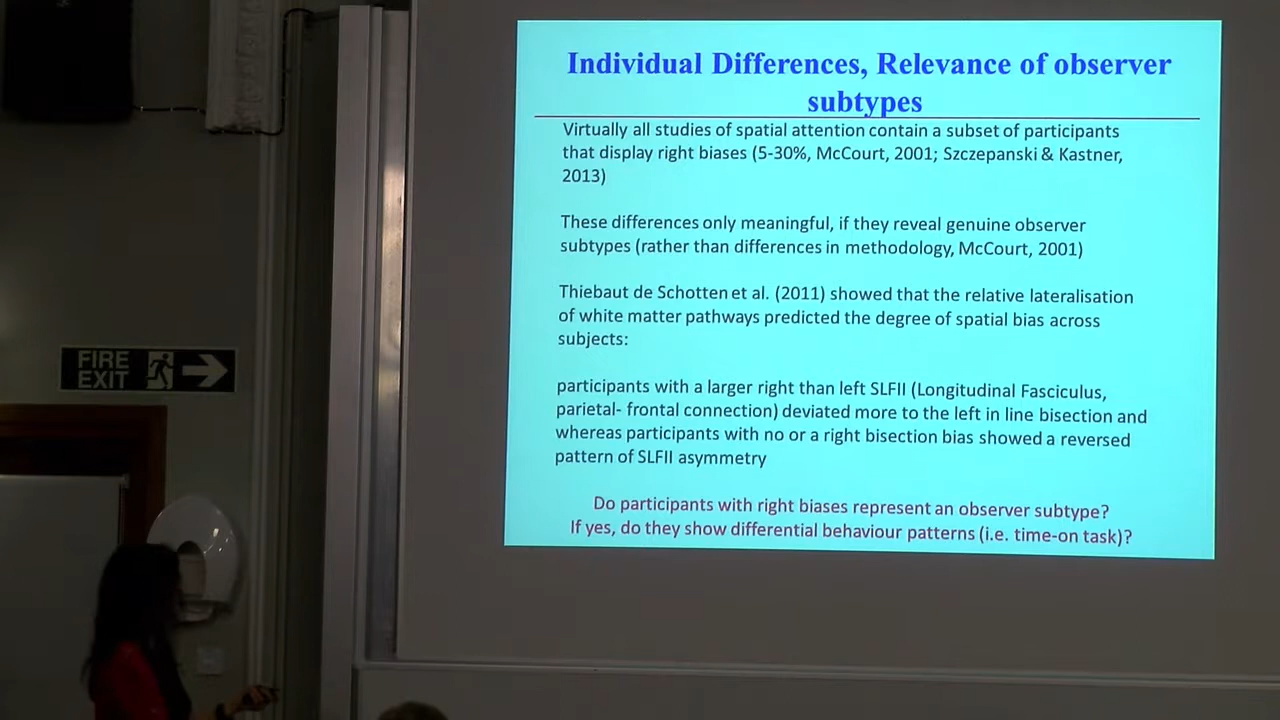 Individual Differences, Relevance of observer
subtypes
Virtually all studies of spatial attention contain a subset of participants
that display right biases (5-30%, McCourt, 2001; Szczepanski & Kastner,
2013)
These differences only meaningful, if they reveal genuine observer
subtypes (rather than differences in methodology, McCourt, 2001)
Thiebaut de Schotten et al. (2011) showed that the relative lateralisation
of white matter pathways predicted the degree of spatial bias across
subjects:
participants with a larger right than left SLFII (Longitudinal Fasciculus,
parietal- frontal connection) deviated more to the left in line bisection and
whereas participants with no or a right bisection bias showed a reversed
pattern of SLFII asymmetry
Do participants with right biases represent an observer subtype?
If yes, do they show differential behaviour patterns (i.e. time-on task)?
FIRE
EXIT